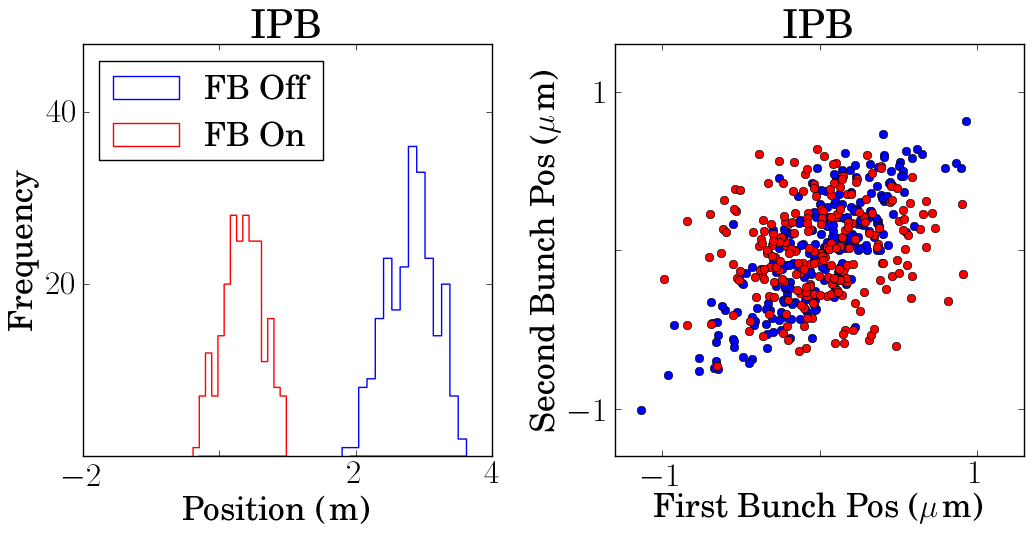 IPB
FB Off
FB On
40
20
Frequency
−2
2
4
Position (m)
IPB
1
−1
Second Bunch Pos (μm)
−1
1
First Bunch Pos (μm)